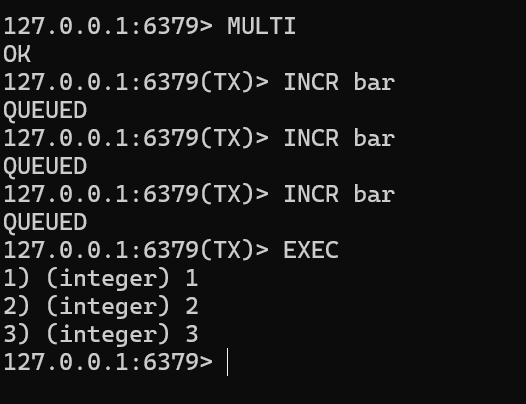 127.0.0.1:6379> MULTI
OK
127.0.0.1:6379(TX)> INCR bar
QUEUED
127.0.0.1:6379(TX)> INCR bar
QUEUED
127.0.0.1:6379(TX)> INCR bar
QUEUED
127.0.0.1:6379(TX)> EXEC
1) (integer) 1
2) (integer) 2
3) (integer) 3
127.0.0.1:6379>